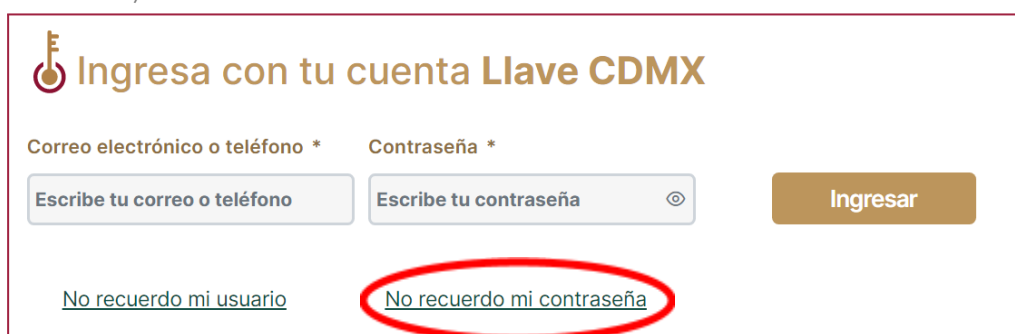 Ingresa con tu cuenta Llave CDMX
Correo electrónico o teléfono * Contraseña *
Escribe tu correo o teléfono Escribe tu contraseña Ingresar
No recuerdo mi usuario No recuerdo mi contraseña